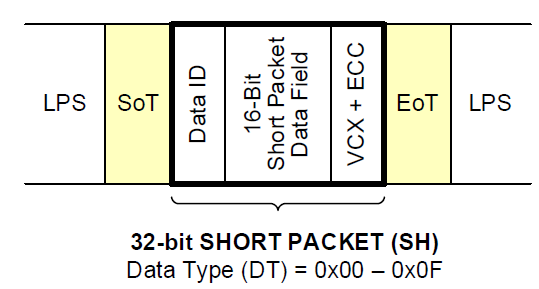 LPS
SoT
Data ID
16-Bit
Short Packet
Data Field
VCX + ECC
EoT
LPS
32-bit SHORT PACKET (SH)
Data Type (DT) = 0x00 – 0x0F